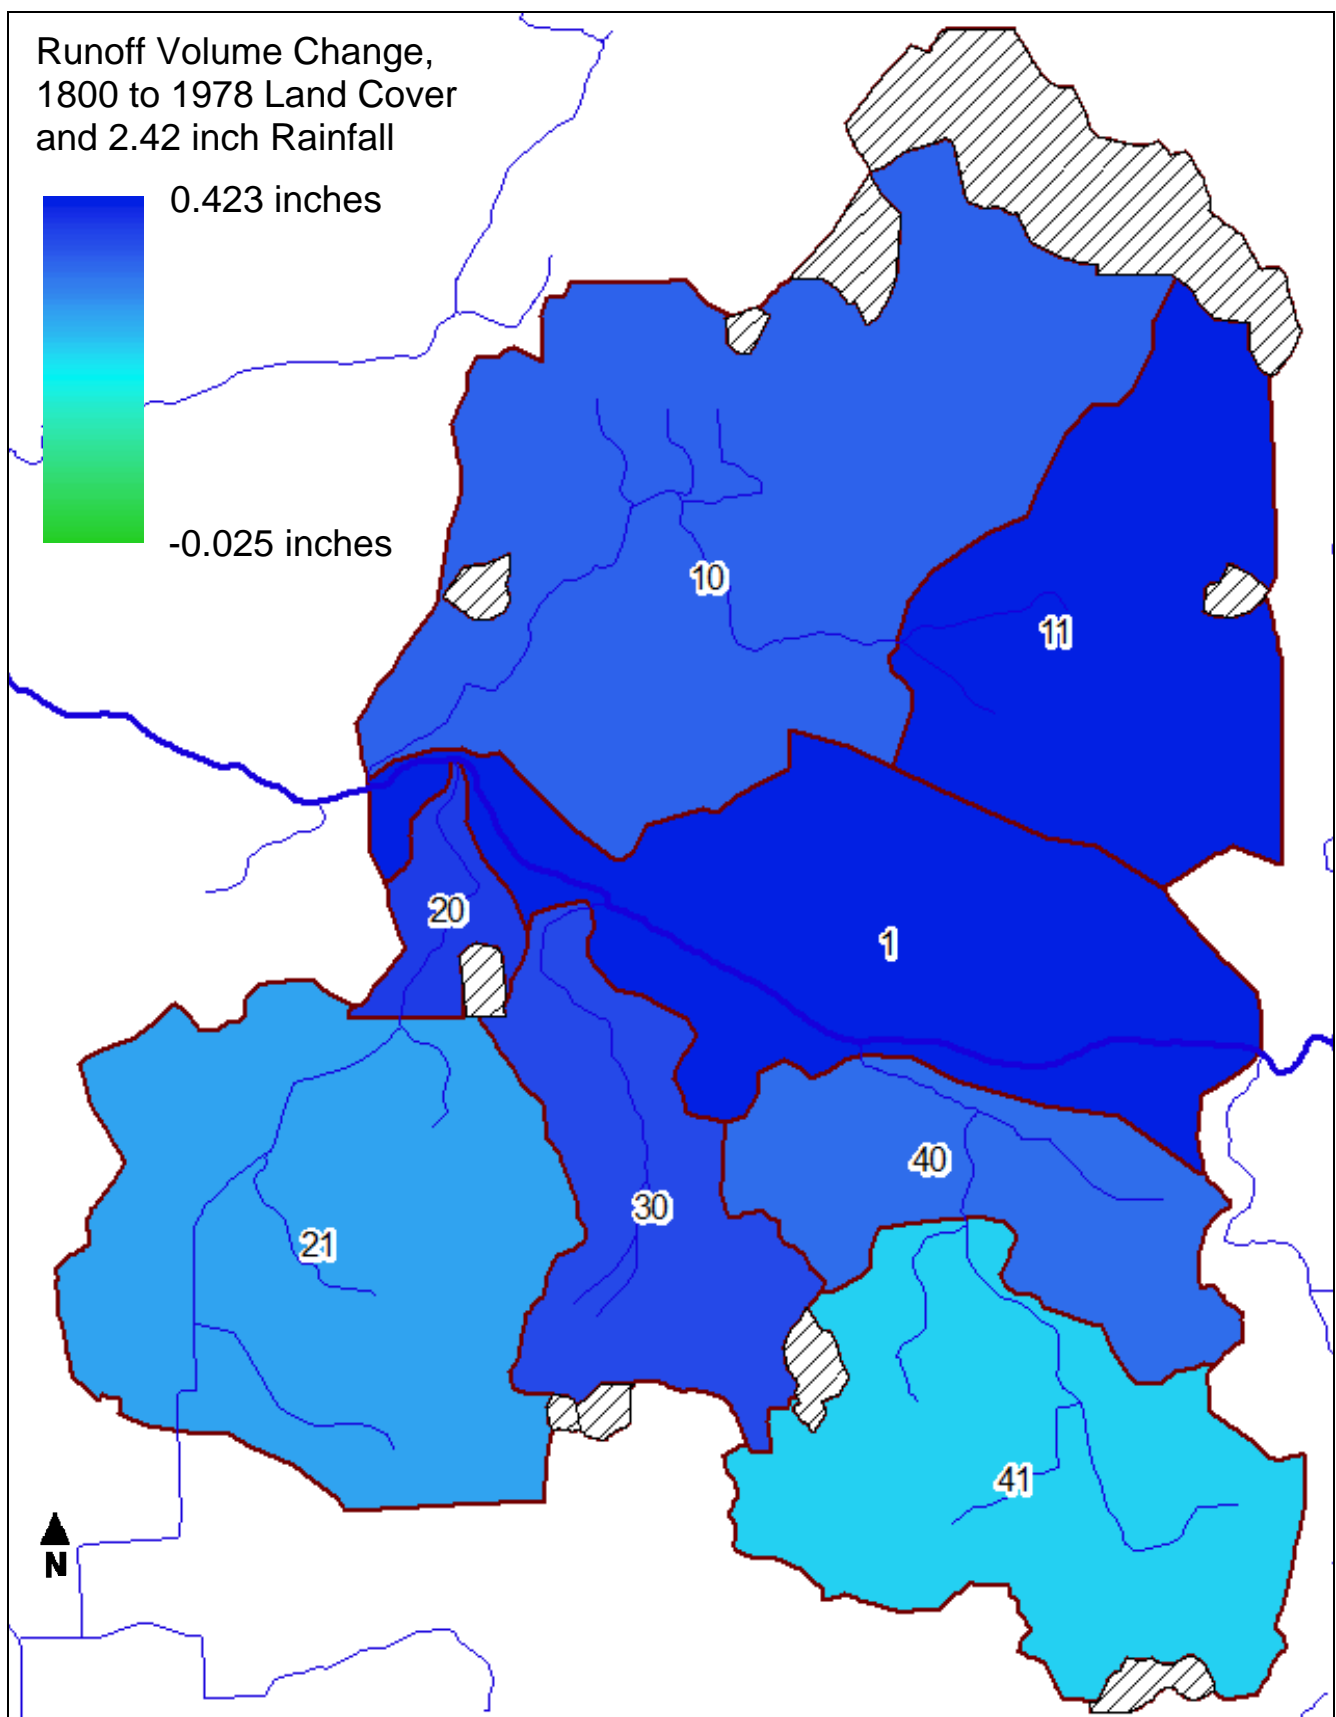 Runoff Volume Change,
1800 to 1978 Land Cover
and 2.42 inch Rainfall
0.423 inches
-0.025 inches
10
11
20
1
40
30
21
41
N